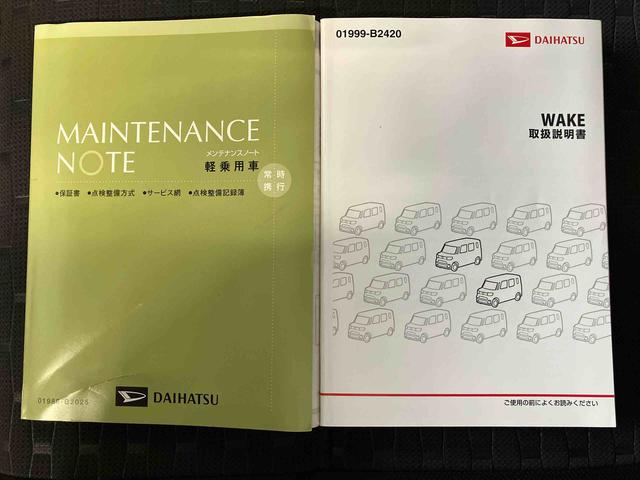 MAINTENANCE
NOTE
メンテナンスノート
軽乗用車
常時
携行
●保証書 ●点検整備方式 ●サービス網 ●点検整備記録簿
01986-B2025
DAIHATSU
01999-B2420
DAIHATSU
WAKE
取扱説明書
ご使用の前によくお読みください